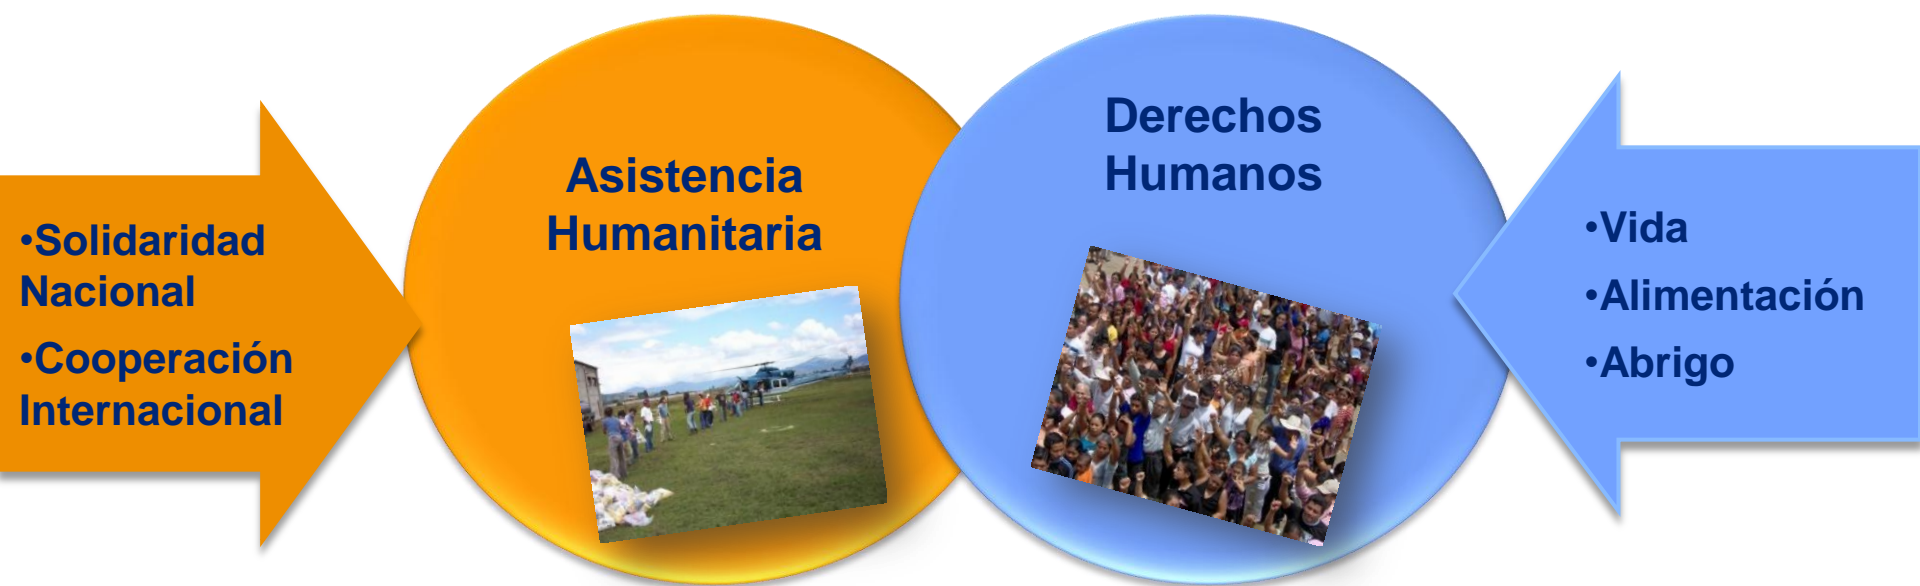 •Solidaridad
Nacional
•Cooperación
Internacional
Asistencia
Humanitaria
Derechos
Humanos
•Vida
•Alimentación
•Abrigo